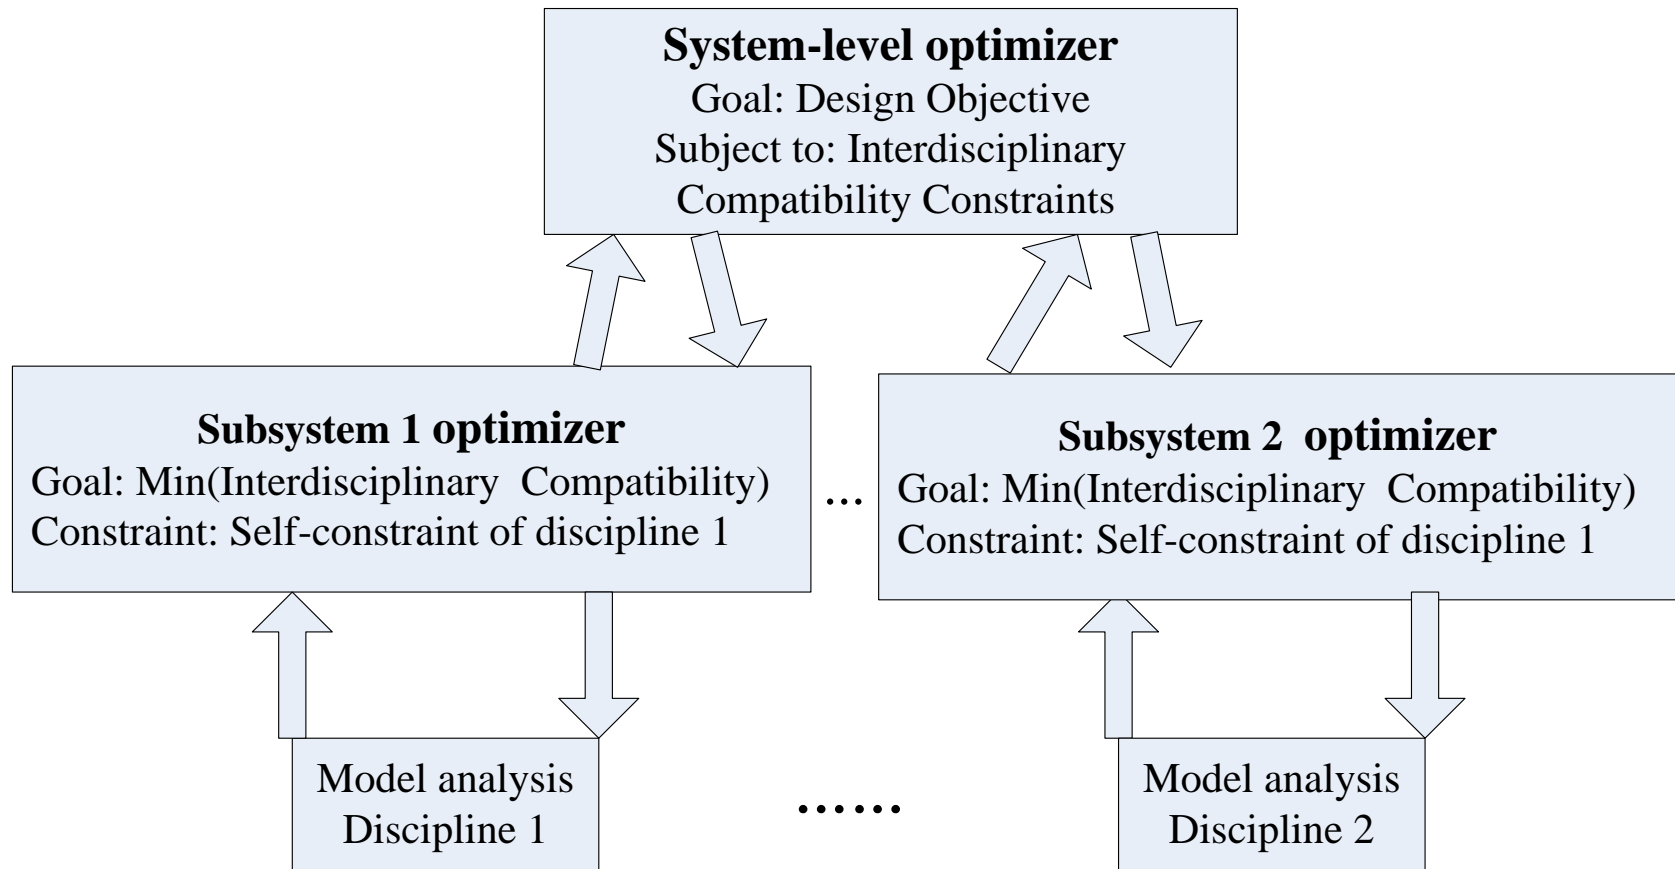 System-level optimizer
Goal: Design Objective
Subject to: Interdisciplinary
Compatibility Constraints
Subsystem 1 optimizer
Goal: Min(Interdisciplinary Compatibility)
Constraint: Self-constraint of discipline 1
...
Subsystem 2 optimizer
Goal: Min(Interdisciplinary Compatibility)
Constraint: Self-constraint of discipline 1
Model analysis
Discipline 1
......
Model analysis
Discipline 2